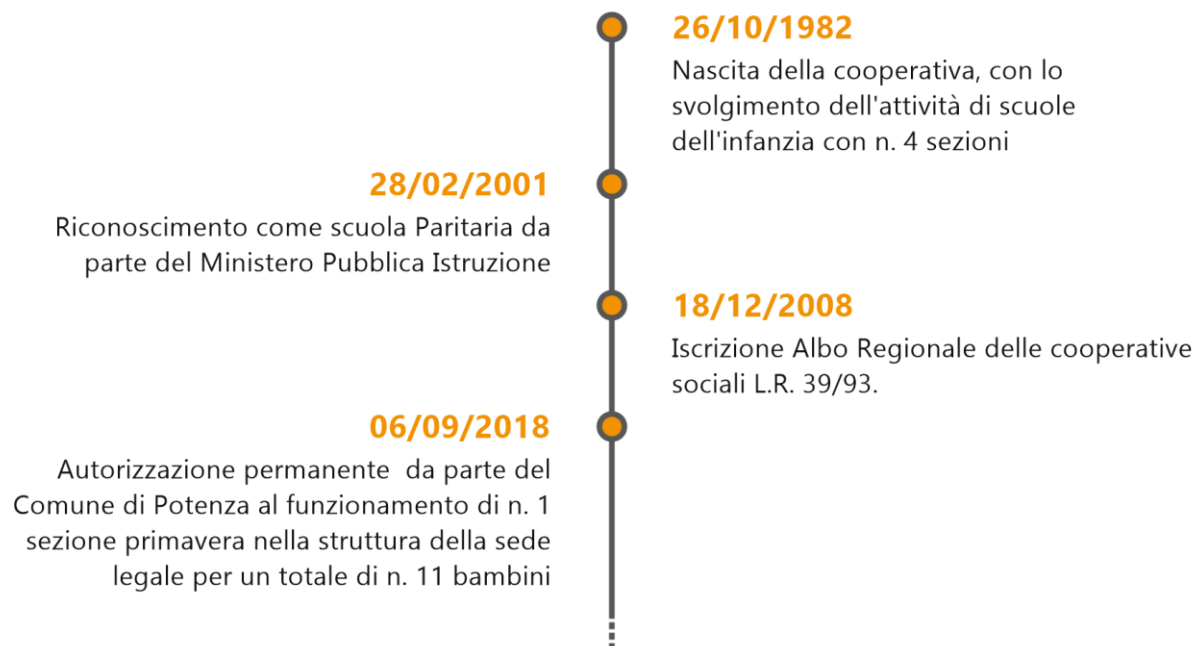 26/10/1982
Nascita della cooperativa, con lo
svolgimento dell'attività di scuole
dell'infanzia con n. 4 sezioni
28/02/2001
Riconoscimento come scuola Paritaria da
parte del Ministero Pubblica Istruzione
18/12/2008
Iscrizione Albo Regionale delle cooperative
sociali L.R. 39/93.
06/09/2018
Autorizzazione permanente  da parte del
Comune di Potenza al funzionamento di n. 1
sezione primavera nella struttura della sede
legale per un totale di n. 11 bambini